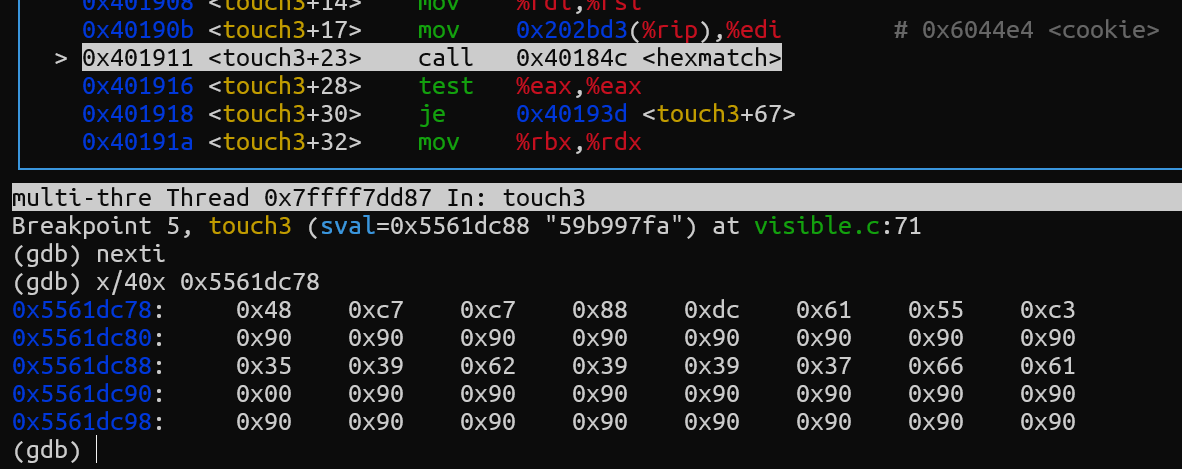 0x401908 <touch3+14> mov %rdi,%rsi
0x40190b <touch3+17> mov 0x202bd3(%rip),%edi # 0x6044e4 <cookie>
> 0x401911 <touch3+23> call 0x40184c <hexmatch>
0x401916 <touch3+28> test %eax,%eax
0x401918 <touch3+30> je 0x40193d <touch3+67>
0x40191a <touch3+32> mov %rbx,%rdx
multi-thre Thread 0x7ffff7dd87 In: touch3
Breakpoint 5, touch3 (sval=0x5561dc88 "59b997fa") at visible.c:71
(gdb) nexti
(gdb) x/40x 0x5561dc78
0x5561dc78: 0x48 0xc7 0xc7 0x88 0xdc 0x61 0x55 0xc3
0x5561dc80: 0x90 0x90 0x90 0x90 0x90 0x90 0x90 0x90
0x5561dc88: 0x35 0x39 0x62 0x39 0x39 0x37 0x66 0x61
0x5561dc90: 0x00 0x90 0x90 0x90 0x90 0x90 0x90 0x90
0x5561dc98: 0x90 0x90 0x90 0x90 0x90 0x90 0x90 0x90
(gdb)